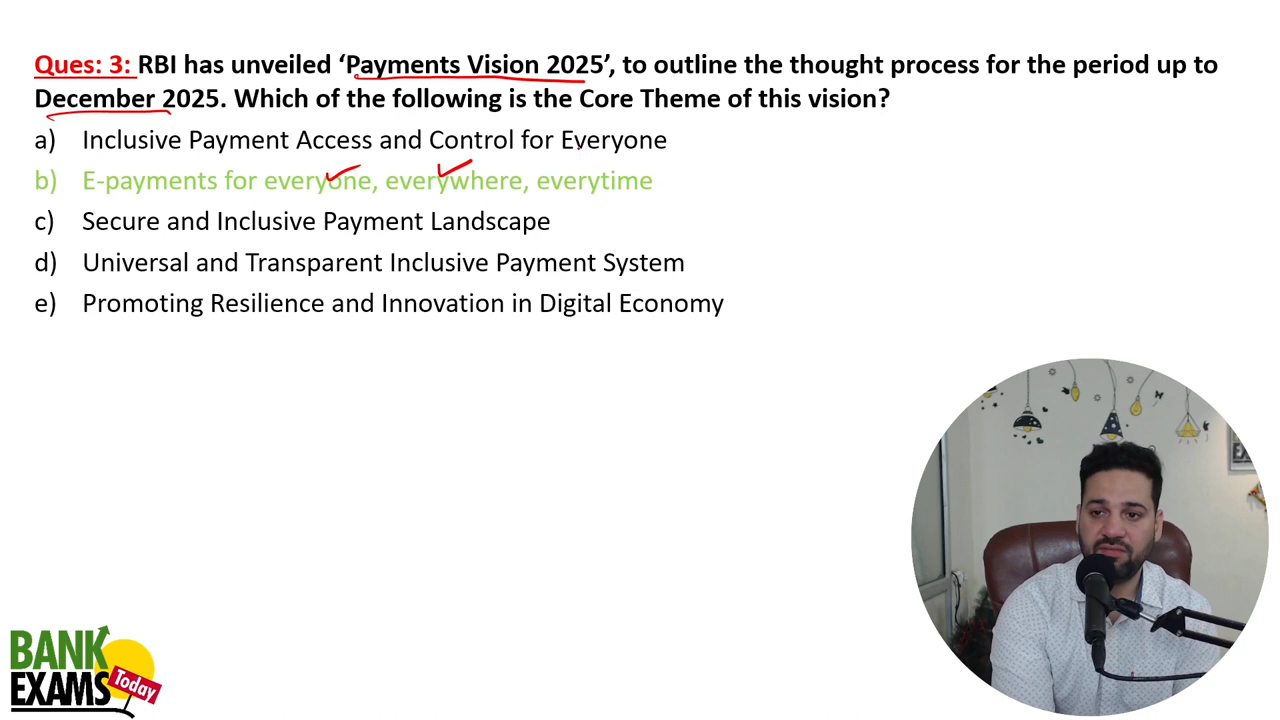 Ques: 3: RBI has unveiled ‘Payments Vision 2025’, to outline the thought process for the period up to
December 2025. Which of the following is the Core Theme of this vision?
a) Inclusive Payment Access and Control for Everyone
b) E-payments for everyone, everywhere, everytime
c) Secure and Inclusive Payment Landscape
d) Universal and Transparent Inclusive Payment System
e) Promoting Resilience and Innovation in Digital Economy
BANK
EXAMS
Today